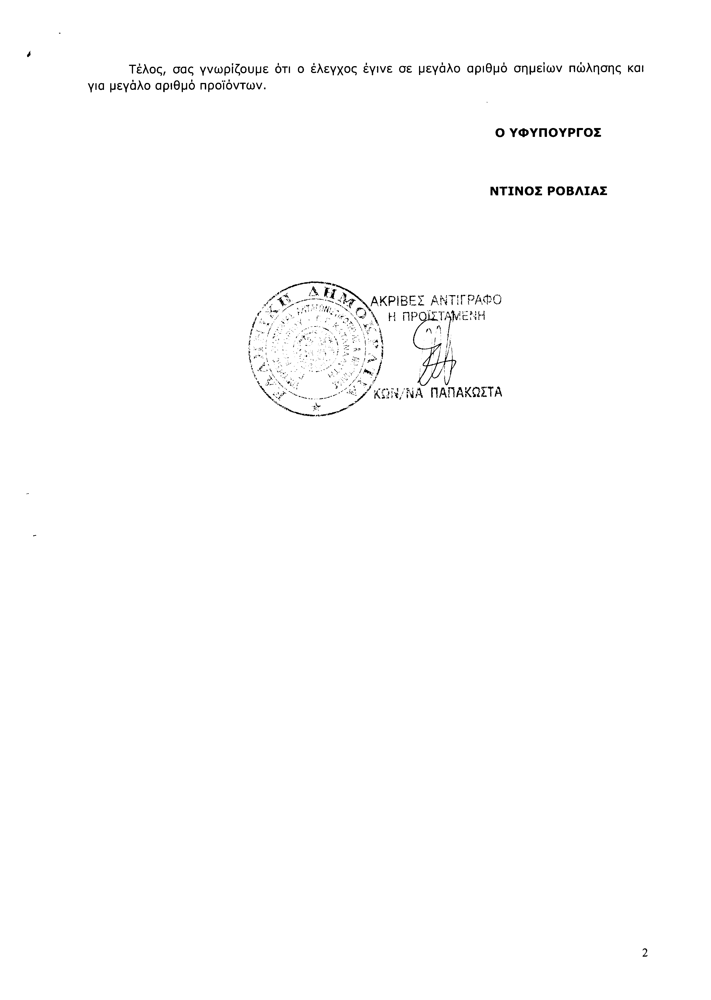 Τέλος, σας γνωρίζουμε ότι ο έλεγχος έγινε σε μεγάλο αριθμό σημείων πώλησης και
για μεγάλο αριθμό προϊόντων.
Ο ΥΦΥΠΟΥΡΓΟΣ
ΝΤΙΝΟΣ ΡΟΒΛΙΑΣ
ΕΛΛΗΝΙΚΗ ΔΗΜΟΚΡΑΤΙΑ
ΑΚΡΙΒΕΣ ΑΝΤΙΓΡΑΦΟ
Η ΠΡΟΪΣΤΑΜΕΝΗ
ΚΩΝ/ΝΑ ΠΑΠΑΚΩΣΤΑ
2